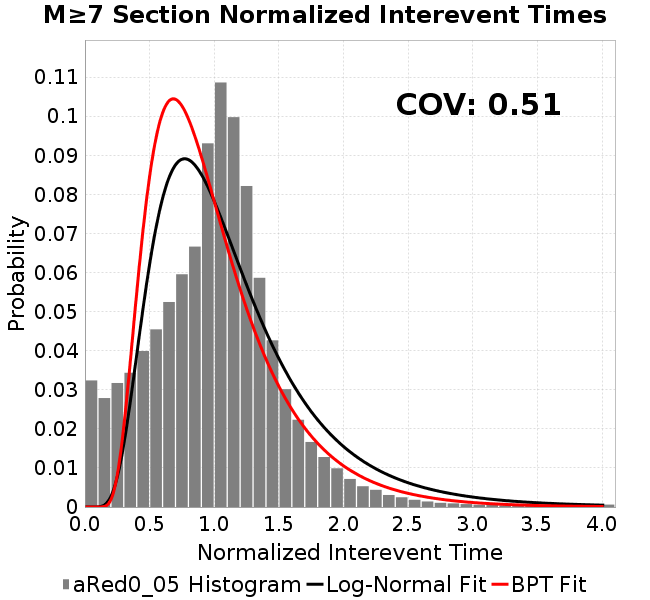 M≥7 Section Normalized Interevent Times
COV: 0.51
Probability
0.11
0.1
0.09
0.08
0.07
0.06
0.05
0.04
0.03
0.02
0.01
0
0.0 0.5 1.0 1.5 2.0 2.5 3.0 3.5 4.0
Normalized Interevent Time
aRed0_05 Histogram Log-Normal Fit BPT Fit